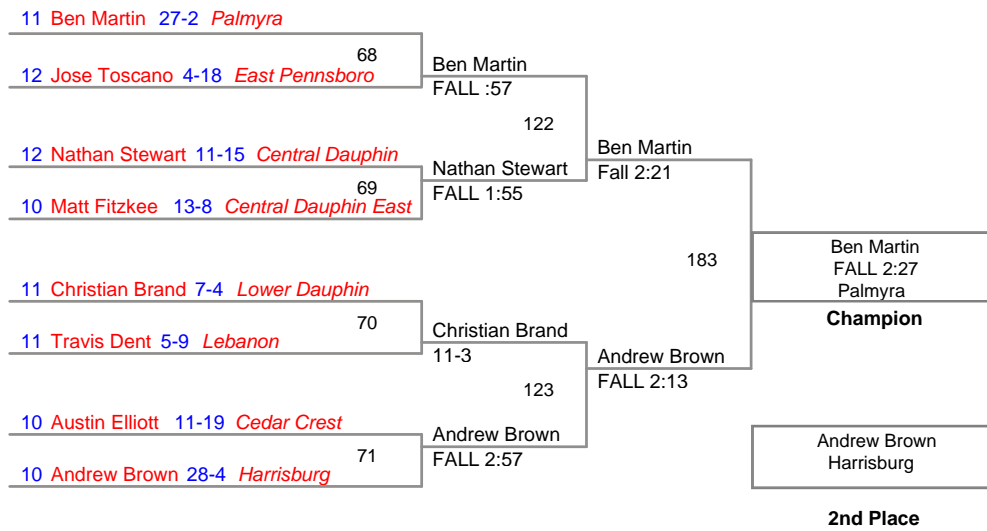 11 Ben Martin 27-2 Palmyra
68
12 Jose Toscano 4-18 East Pennsboro
Ben Martin
FALL :57
122
12 Nathan Stewart 11-15 Central Dauphin
69
10 Matt Fitzkee 13-8 Central Dauphin East
Nathan Stewart
FALL 1:55
Ben Martin
Fall 2:21
183
11 Christian Brand 7-4 Lower Dauphin
70
11 Travis Dent 5-9 Lebanon
Christian Brand
11-3
123
10 Austin Elliott 11-19 Cedar Crest
71
10 Andrew Brown 28-4 Harrisburg
Andrew Brown
FALL 2:57
Andrew Brown
FALL 2:13
Ben Martin
FALL 2:27
Palmyra
Champion
Andrew Brown
Harrisburg
2nd Place